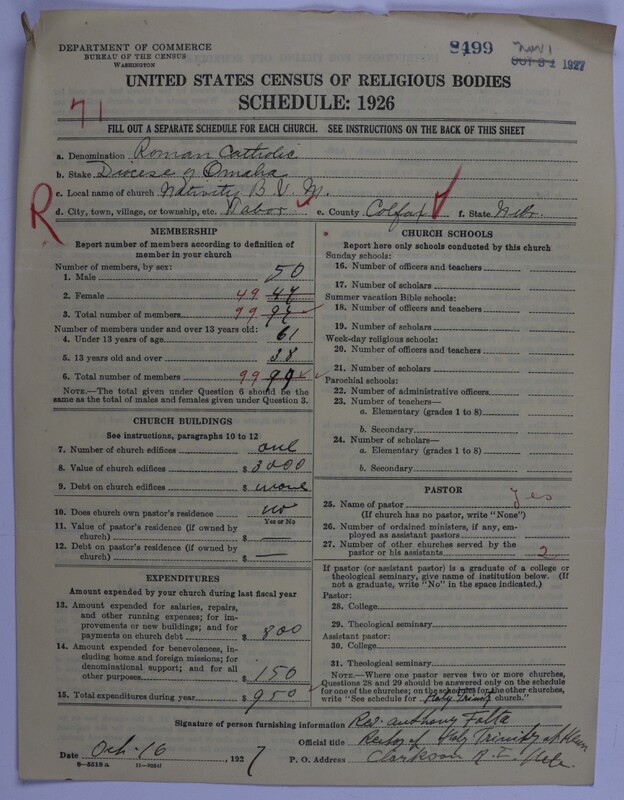 DEPARTMENT OF COMMERCE
BUREAU OF THE CENSUS
WASHINGTON
8499
NOV 1
OCT 31 1927
UNITED STATES CENSUS OF RELIGIOUS BODIES
SCHEDULE: 1926
71
FILL OUT A SEPARATE SCHEDULE FOR EACH CHURCH. SEE INSTRUCTIONS ON THE BACK OF THIS SHEET
a. Denomination Roman Catholic
b. State Diocese of Omaha
c. Local name of church Nativity B V M.
R
d. City, town, village, or township, etc. Tabor e. County Colfax f. State Nebr.
MEMBERSHIP
Report number of members according to definition of member in your church
Number of members, by sex:
1. Male 50
2. Female 49 47
3. Total number of members 99 97
Number of members under and over 13 years old:
4. Under 13 years of age 61
5. 13 years old and over 38
6. Total number of members 99 99
NOTE.—The total given under Question 6 should be the same as the total of males and females given under Question 3.
CHURCH BUILDINGS
See instructions, paragraphs 10 to 12
7. Number of church edifices one
8. Value of church edifices $ 3000
9. Debt on church edifices $ none
10. Does church own pastor's residence no
Yes or No
11. Value of pastor's residence (if owned by church) $ —
12. Debt on pastor's residence (if owned by church) $ —
EXPENDITURES
Amount expended by your church during last fiscal year
13. Amount expended for salaries, repairs, and other running expenses; for improvements or new buildings; and for payments on church debt $ 800
14. Amount expended for benevolences, including home and foreign missions; for denominational support; and for all other purposes $ 150
15. Total expenditures during year $ 950
CHURCH SCHOOLS
Report here only schools conducted by this church
Sunday schools:
16. Number of officers and teachers
17. Number of scholars
Summer vacation Bible schools:
18. Number of officers and teachers
19. Number of scholars
Week-day religious schools:
20. Number of officers and teachers
21. Number of scholars
Parochial schools:
22. Number of administrative officers
23. Number of teachers—
a. Elementary (grades 1 to 8)
b. Secondary
24. Number of scholars—
a. Elementary (grades 1 to 8)
b. Secondary
PASTOR
25. Name of pastor yes
(If church has no pastor, write "None")
26. Number of ordained ministers, if any, employed as assistant pastors
27. Number of other churches served by the pastor or his assistants 2
If pastor (or assistant pastor) is a graduate of a college or theological seminary, give name of institution below. (If not a graduate, write "No" in the space indicated.)
Pastor:
28. College
29. Theological seminary
Assistant pastor:
30. College
31. Theological seminary
NOTE.—Where one pastor serves two or more churches, Questions 28 and 29 should be answered only on the schedule for one of the churches; on the schedules for the other churches, write "See schedule for Holy Trinity church."
Signature of person furnishing information Rev. Anthony Folta
Official title Rector of Holy Trinity at Heun
Date Oct. 16, 1927 P. O. Address Clarkson R. I. Nebr.
8—5518 a